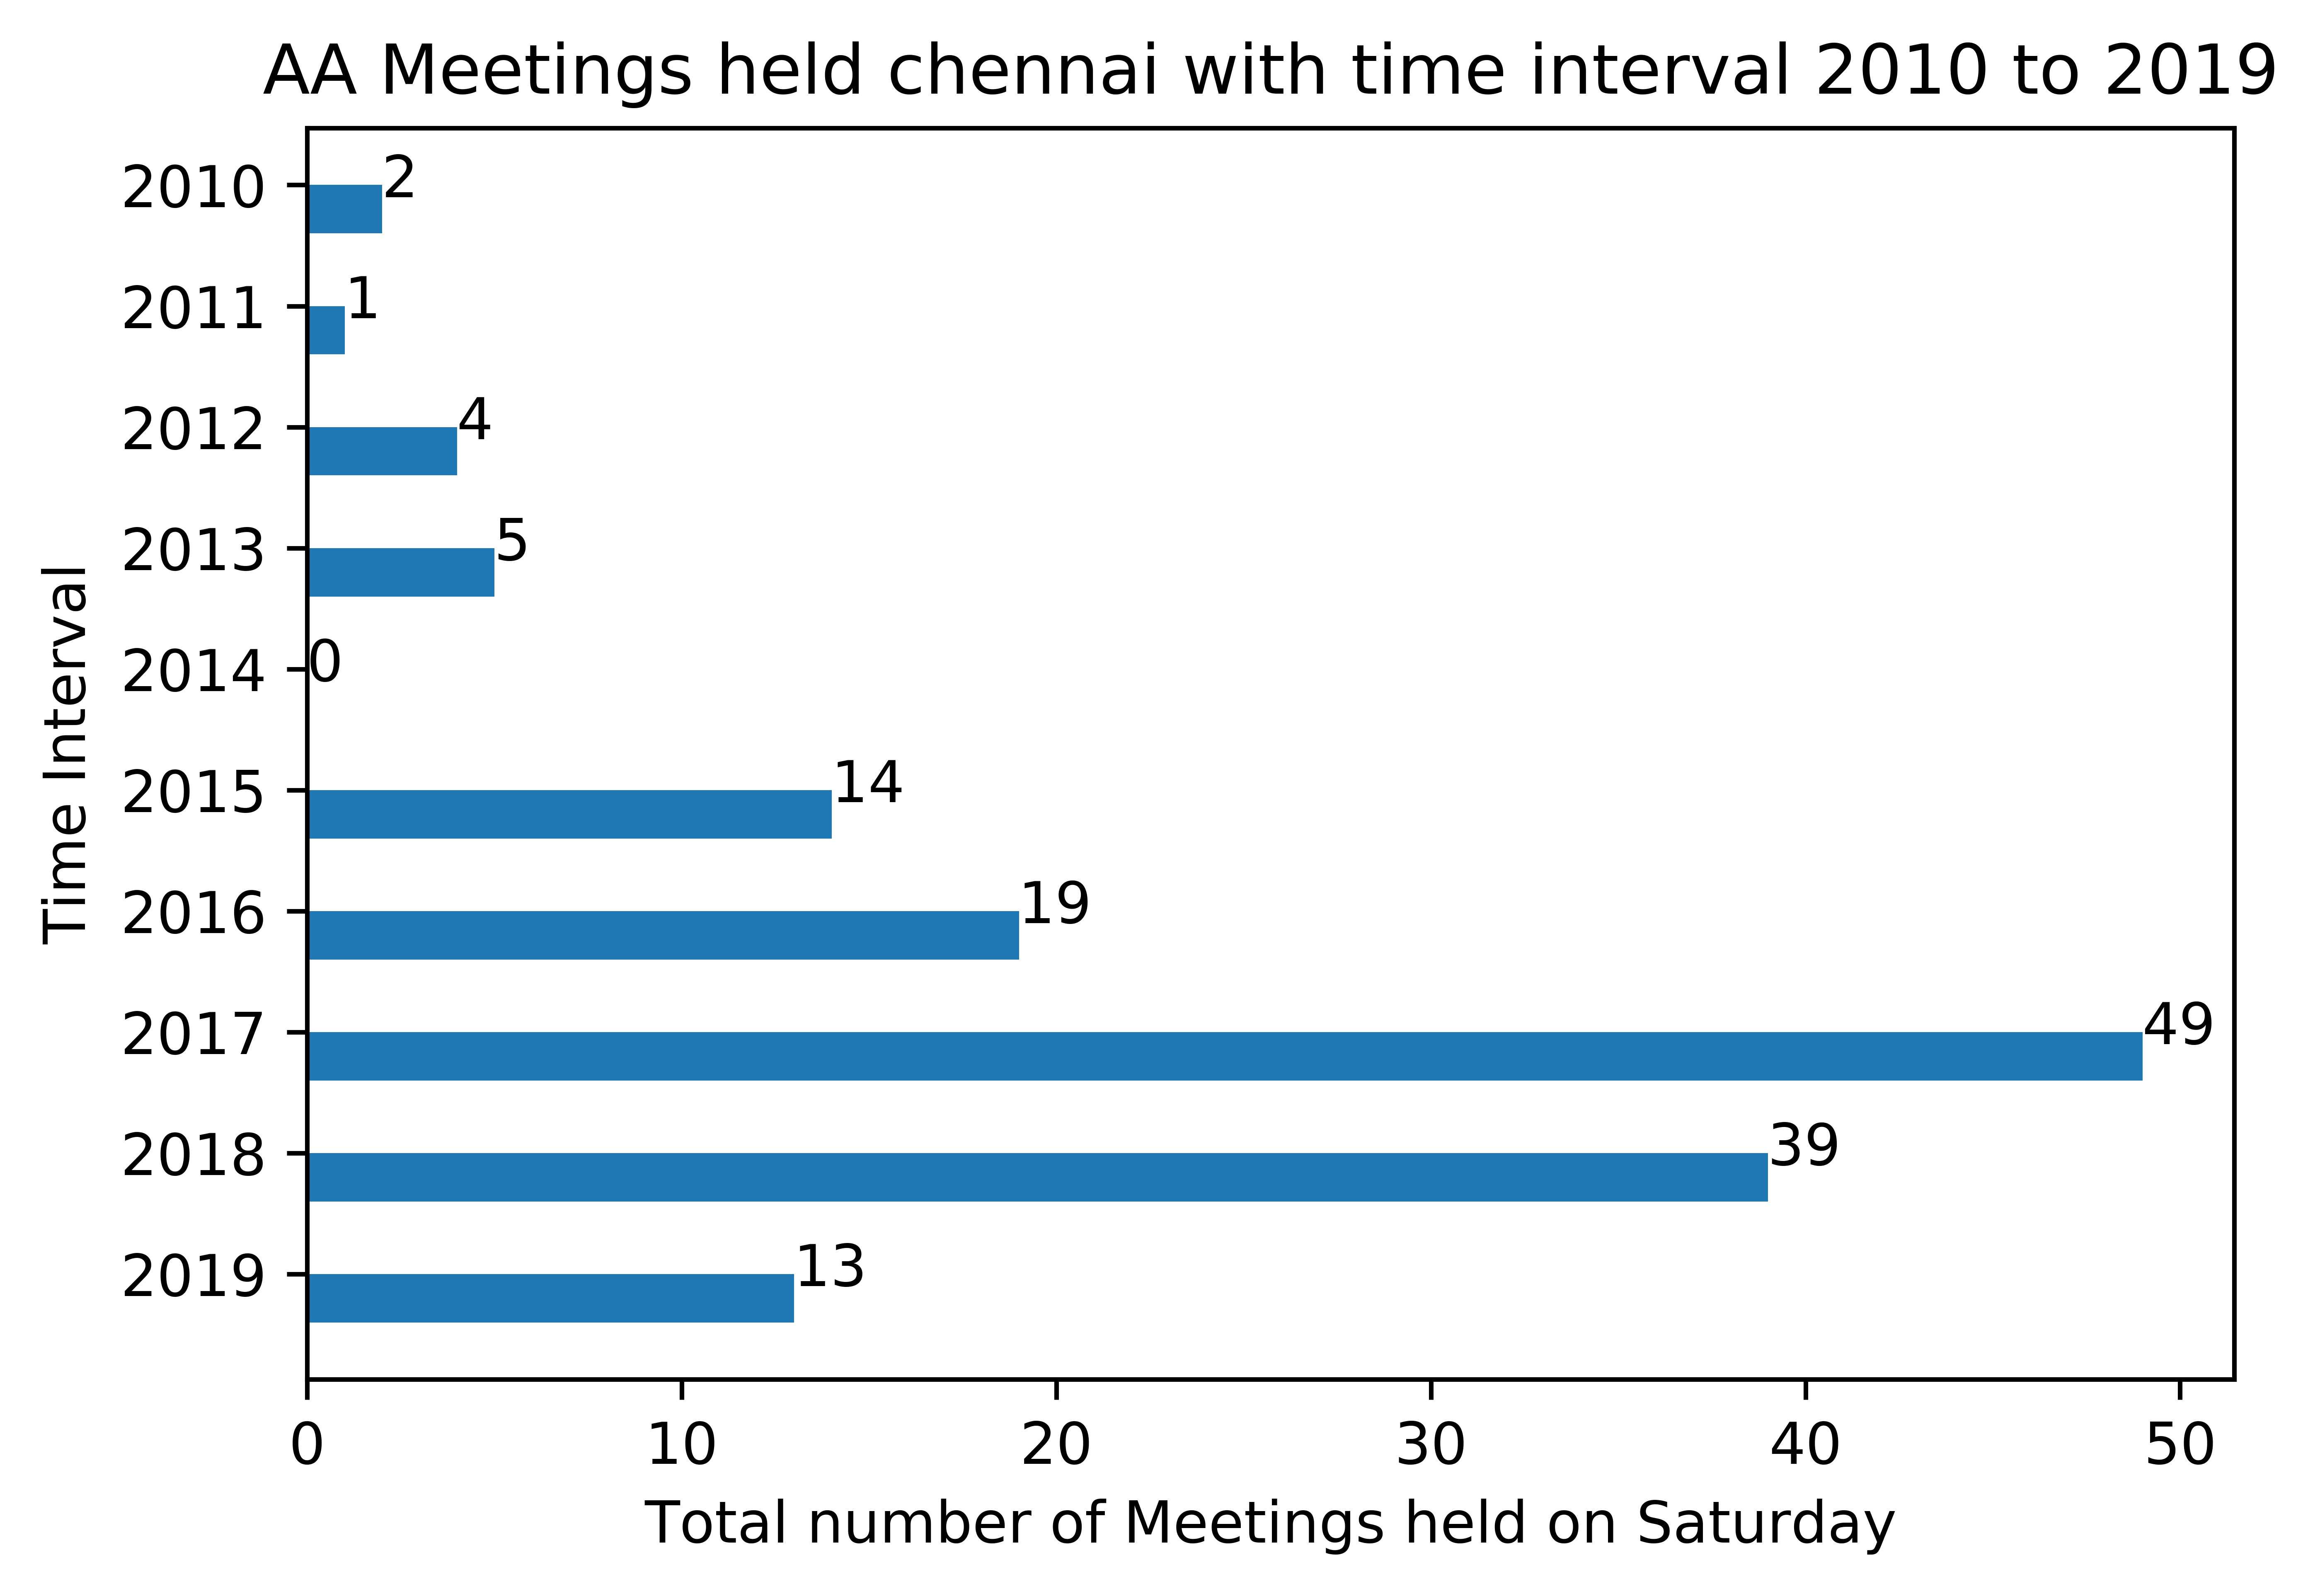 AA Meetings held chennai with time interval 2010 to 2019
Time Interval
2010 2
2011 1
2012 4
2013 5
2014 0
2015 14
2016 19
2017 49
2018 39
2019 13
0 10 20 30 40 50
Total number of Meetings held on Saturday